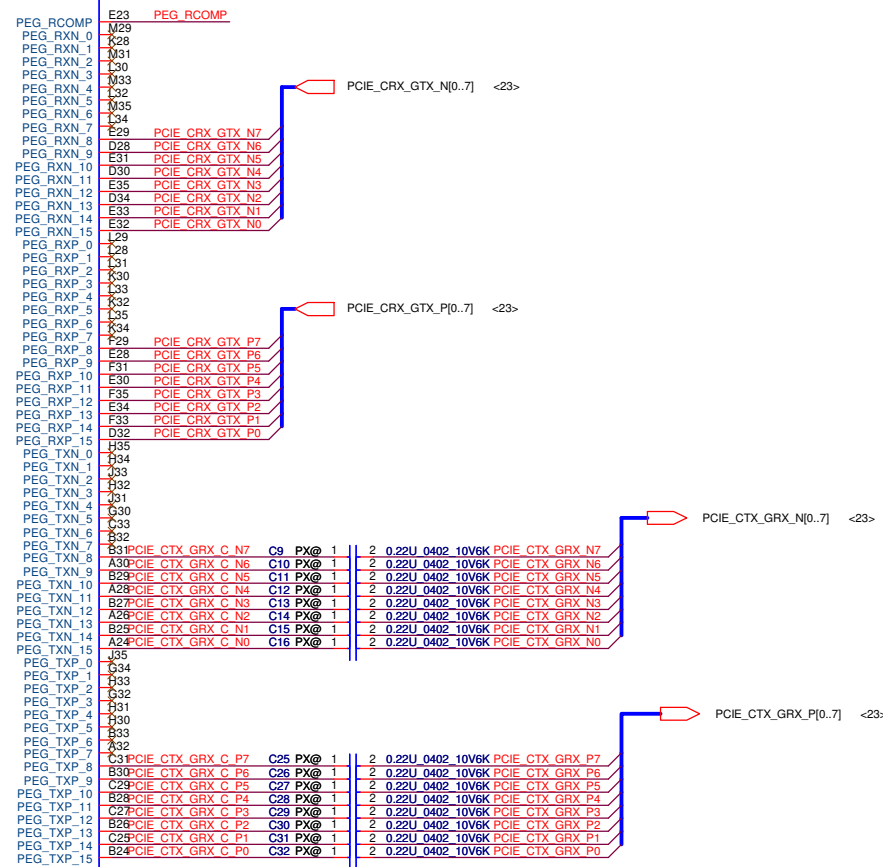 PEG_RCOMP E23 PEG_RCOMP
PEG_RXN_0 M29
PEG_RXN_1 K28
PEG_RXN_2 M31
PEG_RXN_3 L30
PEG_RXN_4 M33
PEG_RXN_5 L32
PEG_RXN_6 M35
PEG_RXN_7 L34
PEG_RXN_8 E29 PCIE_CRX_GTX_N7
PEG_RXN_9 D28 PCIE_CRX_GTX_N6
PEG_RXN_10 E31 PCIE_CRX_GTX_N5
PEG_RXN_11 D30 PCIE_CRX_GTX_N4
PEG_RXN_12 E35 PCIE_CRX_GTX_N3
PEG_RXN_13 D34 PCIE_CRX_GTX_N2
PEG_RXN_14 E33 PCIE_CRX_GTX_N1
PEG_RXN_15 E32 PCIE_CRX_GTX_N0
PCIE_CRX_GTX_N[0..7] <23>
PEG_RXP_0 L29
PEG_RXP_1 L28
PEG_RXP_2 L31
PEG_RXP_3 K30
PEG_RXP_4 L33
PEG_RXP_5 K32
PEG_RXP_6 L35
PEG_RXP_7 K34
PEG_RXP_8 F29 PCIE_CRX_GTX_P7
PEG_RXP_9 E28 PCIE_CRX_GTX_P6
PEG_RXP_10 F31 PCIE_CRX_GTX_P5
PEG_RXP_11 E30 PCIE_CRX_GTX_P4
PEG_RXP_12 F35 PCIE_CRX_GTX_P3
PEG_RXP_13 E34 PCIE_CRX_GTX_P2
PEG_RXP_14 F33 PCIE_CRX_GTX_P1
PEG_RXP_15 D32 PCIE_CRX_GTX_P0
PCIE_CRX_GTX_P[0..7] <23>
PEG_TXN_0 H35
PEG_TXN_1 H34
PEG_TXN_2 J33
PEG_TXN_3 H32
PEG_TXN_4 J31
PEG_TXN_5 G30
PEG_TXN_6 C33
PEG_TXN_7 B32
PEG_TXN_8 B31 PCIE_CTX_GRX_C_N7 C9 PX@ 1 2 0.22U_0402_10V6K PCIE_CTX_GRX_N7
PEG_TXN_9 A30 PCIE_CTX_GRX_C_N6 C10 PX@ 1 2 0.22U_0402_10V6K PCIE_CTX_GRX_N6
PEG_TXN_10 B29 PCIE_CTX_GRX_C_N5 C11 PX@ 1 2 0.22U_0402_10V6K PCIE_CTX_GRX_N5
PEG_TXN_11 A28 PCIE_CTX_GRX_C_N4 C12 PX@ 1 2 0.22U_0402_10V6K PCIE_CTX_GRX_N4
PEG_TXN_12 B27 PCIE_CTX_GRX_C_N3 C13 PX@ 1 2 0.22U_0402_10V6K PCIE_CTX_GRX_N3
PEG_TXN_13 A26 PCIE_CTX_GRX_C_N2 C14 PX@ 1 2 0.22U_0402_10V6K PCIE_CTX_GRX_N2
PEG_TXN_14 B25 PCIE_CTX_GRX_C_N1 C15 PX@ 1 2 0.22U_0402_10V6K PCIE_CTX_GRX_N1
PEG_TXN_15 A24 PCIE_CTX_GRX_C_N0 C16 PX@ 1 2 0.22U_0402_10V6K PCIE_CTX_GRX_N0
PCIE_CTX_GRX_N[0..7] <23>
PEG_TXP_0 J35
PEG_TXP_1 G34
PEG_TXP_2 H33
PEG_TXP_3 G32
PEG_TXP_4 H31
PEG_TXP_5 H30
PEG_TXP_6 B33
PEG_TXP_7 A32
PEG_TXP_8 C31 PCIE_CTX_GRX_C_P7 C25 PX@ 1 2 0.22U_0402_10V6K PCIE_CTX_GRX_P7
PEG_TXP_9 B30 PCIE_CTX_GRX_C_P6 C26 PX@ 1 2 0.22U_0402_10V6K PCIE_CTX_GRX_P6
PEG_TXP_10 C29 PCIE_CTX_GRX_C_P5 C27 PX@ 1 2 0.22U_0402_10V6K PCIE_CTX_GRX_P5
PEG_TXP_11 B28 PCIE_CTX_GRX_C_P4 C28 PX@ 1 2 0.22U_0402_10V6K PCIE_CTX_GRX_P4
PEG_TXP_12 C27 PCIE_CTX_GRX_C_P3 C29 PX@ 1 2 0.22U_0402_10V6K PCIE_CTX_GRX_P3
PEG_TXP_13 B26 PCIE_CTX_GRX_C_P2 C30 PX@ 1 2 0.22U_0402_10V6K PCIE_CTX_GRX_P2
PEG_TXP_14 C25 PCIE_CTX_GRX_C_P1 C31 PX@ 1 2 0.22U_0402_10V6K PCIE_CTX_GRX_P1
PEG_TXP_15 B24 PCIE_CTX_GRX_C_P0 C32 PX@ 1 2 0.22U_0402_10V6K PCIE_CTX_GRX_P0
PCIE_CTX_GRX_P[0..7] <23>